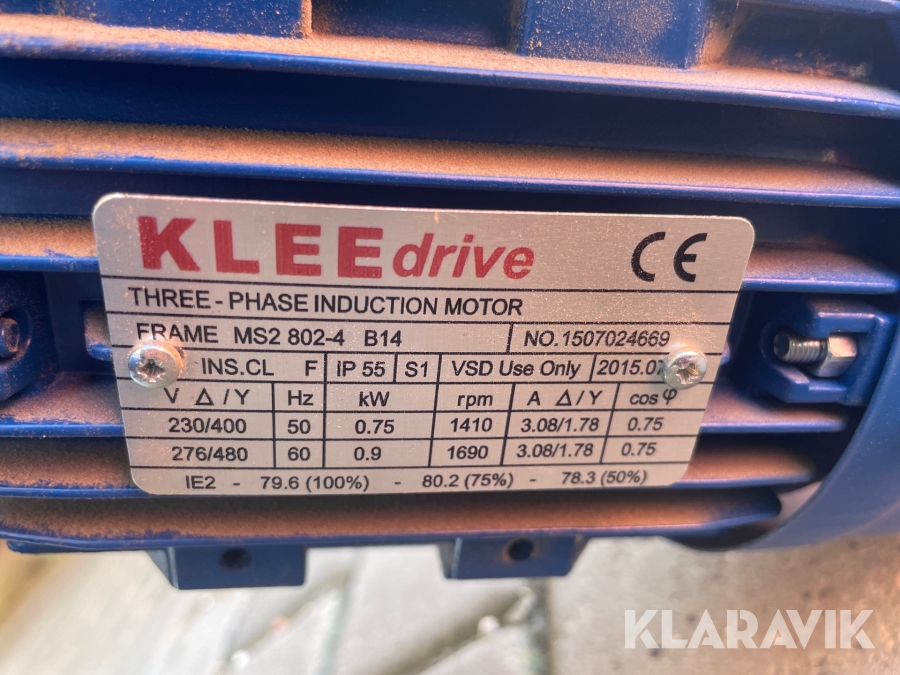 KLEEdrive CE
THREE - PHASE INDUCTION MOTOR
FRAME MS2 802-4 B14 NO.1507024669
INS.CL F iP 55 S1 VSD Use Only
V Δ / Y Hz kW rpm A Δ / Y cos φ
230/400 50 0.75 1410 3.08/1.78 0.75
276/480 60 0.9 1690 3.08/1.78 0.75
IE2 - 79.6 (100%) - 80.2 (75%) - 78.3 (50%)
KLARAVIK